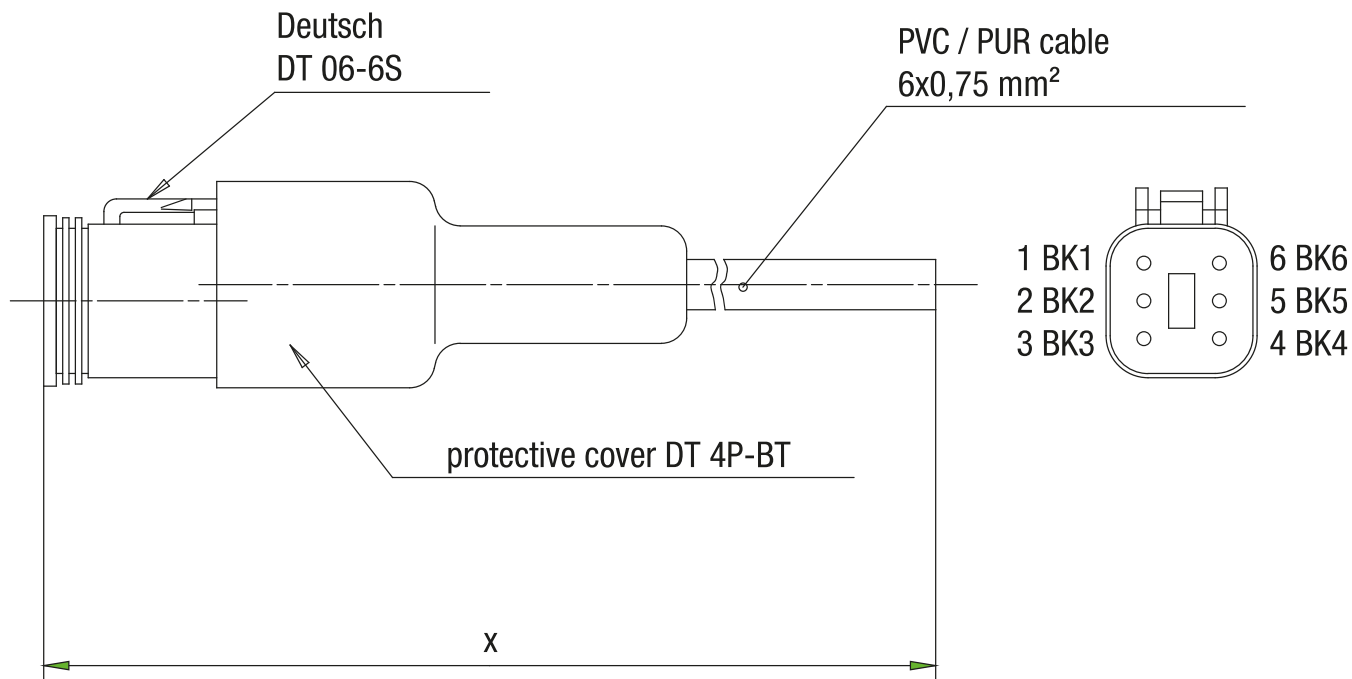 Deutsch
DT 06-6S
PVC / PUR cable
6x0,75 mm²
1 BK1
6 BK6
2 BK2
5 BK5
3 BK3
4 BK4
protective cover DT 4P-BT
x